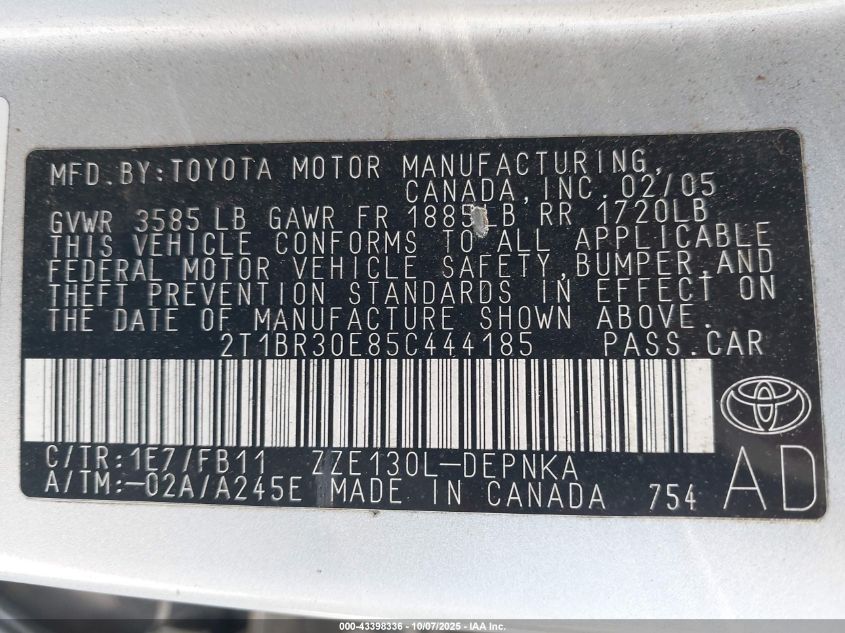 MFD.BY:TOYOTA MOTOR MANUFACTURING,
CANADA,INC. 02/05
GVWR 3585 LB GAWR FR 1885LB RR 1720LB
THIS VEHICLE CONFORMS TO ALL APPLICABLE
FEDERAL MOTOR VEHICLE SAFETY,BUMPER,AND
THEFT PREVENTION STANDARDS IN EFFECT ON
THE DATE OF MANUFACTURE SHOWN ABOVE.
2T1BR30E85C444185 PASS.CAR
C/TR:1E7/FB11 ZZE130L-DEPNKA
A/TM:-02A/A245E MADE IN CANADA 754 AD
000-43398336 - 10/07/2025 - IAA Inc.